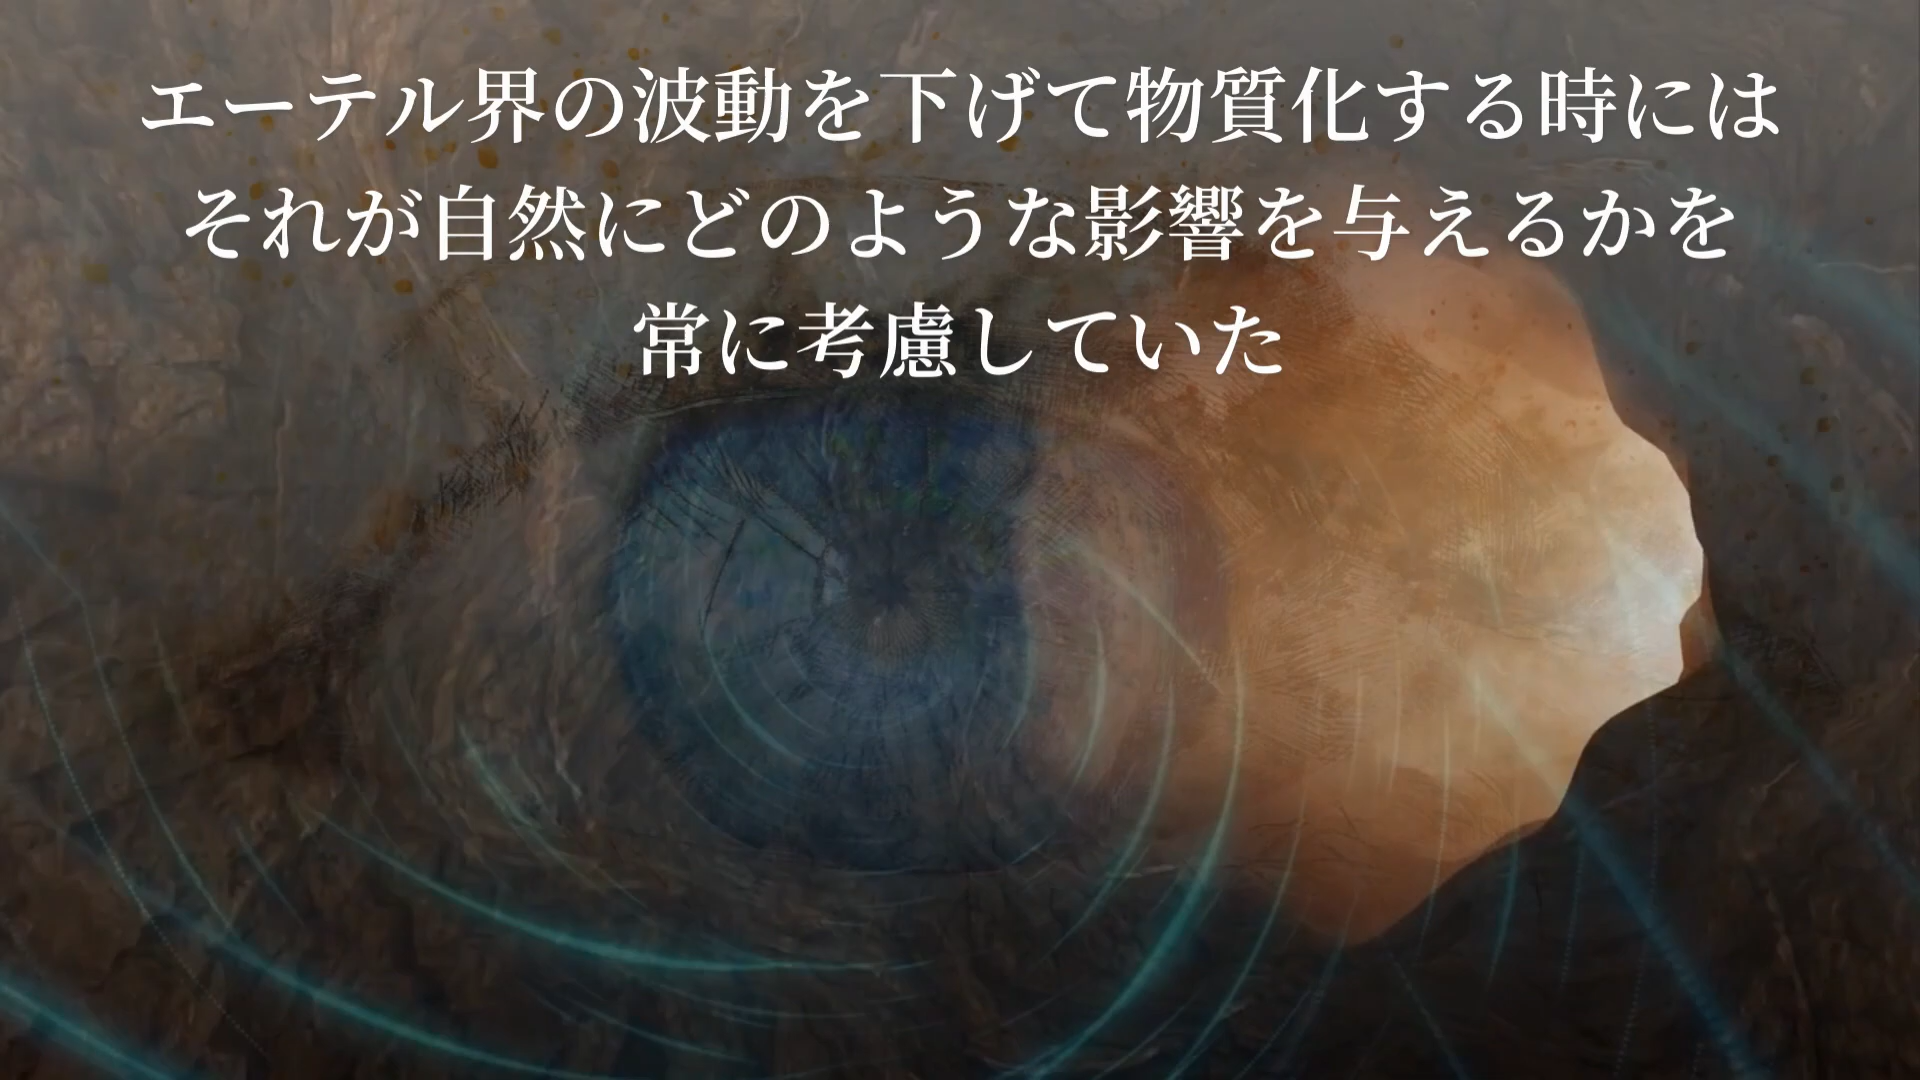 エーテル界の波動を下げて物質化する時には
それが自然にどのような影響を与えるかを
常に考慮していた